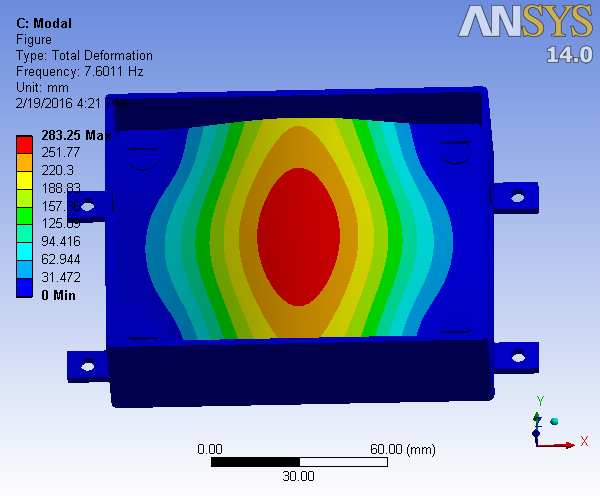 C: Modal
Figure
Type: Total Deformation
Frequency: 7.6011 Hz
Unit: mm
2/19/2016 4:21
ANSYS
14.0
283.25 Max
251.77
220.3
188.83
157.
125.89
94.416
62.944
31.472
0 Min
0.00
60.00 (mm)
30.00
Y
X